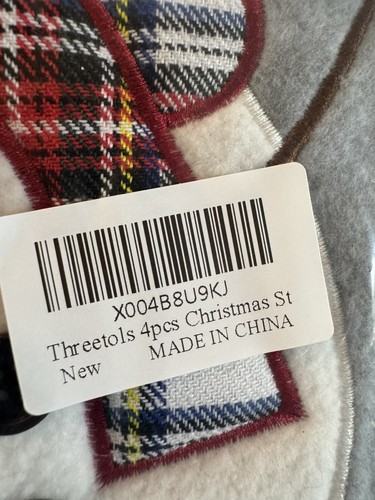 X004B8U9KJ
Threetols 4pcs Christmas St
New MADE IN CHINA